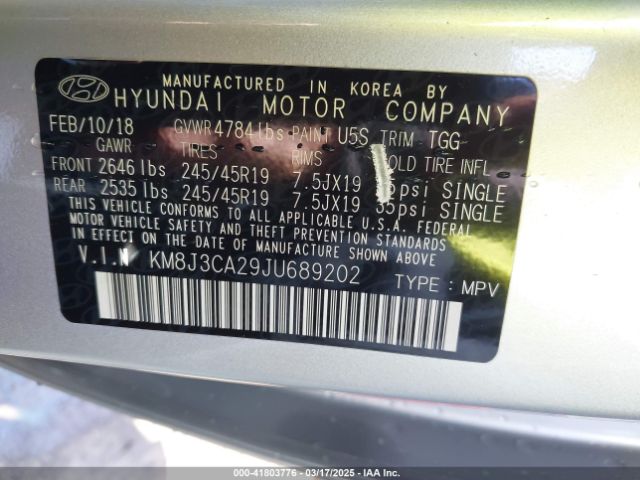 MANUFACTURED IN KOREA BY
HYUNDAI MOTOR COMPANY
FEB/10/18 GVWR 4784lbs PAINT U5S TRIM TGG
GAWR TIRES RIMS COLD TIRE INFL
FRONT 2646 lbs 245/45R19 7.5JX19 psi SINGLE
REAR 2535 lbs 245/45R19 7.5JX19 35psi SINGLE
THIS VEHICLE CONFORMS TO ALL APPLICABLE U.S.A. FEDERAL
MOTOR VEHICLE SAFETY, BUMPER, AND THEFT PREVENTION STANDARDS
IN EFFECT ON THE DATE OF MANUFACTURE SHOWN ABOVE.
V.I.N KM8J3CA29JU689202 TYPE : MPV
000-41803776 | 03/17/2025 | IAA Inc.